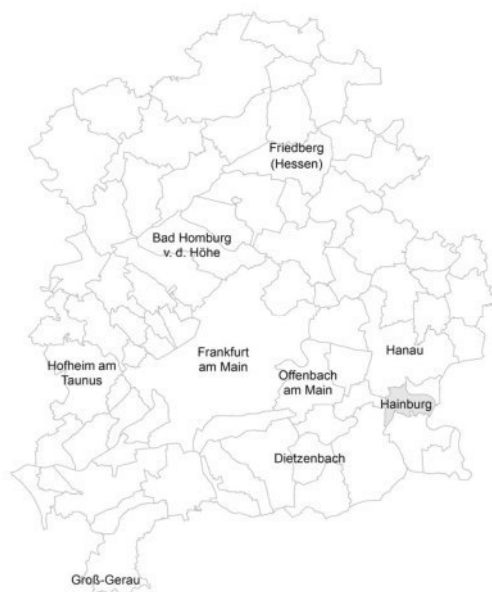 Friedberg
(Hessen)
Bad Homburg
v. d. Höhe
Frankfurt
am Main
Hanau
Hofheim am
Taunus
Offenbach
am Main
Hainburg
Dietzenbach
Groß-Gerau